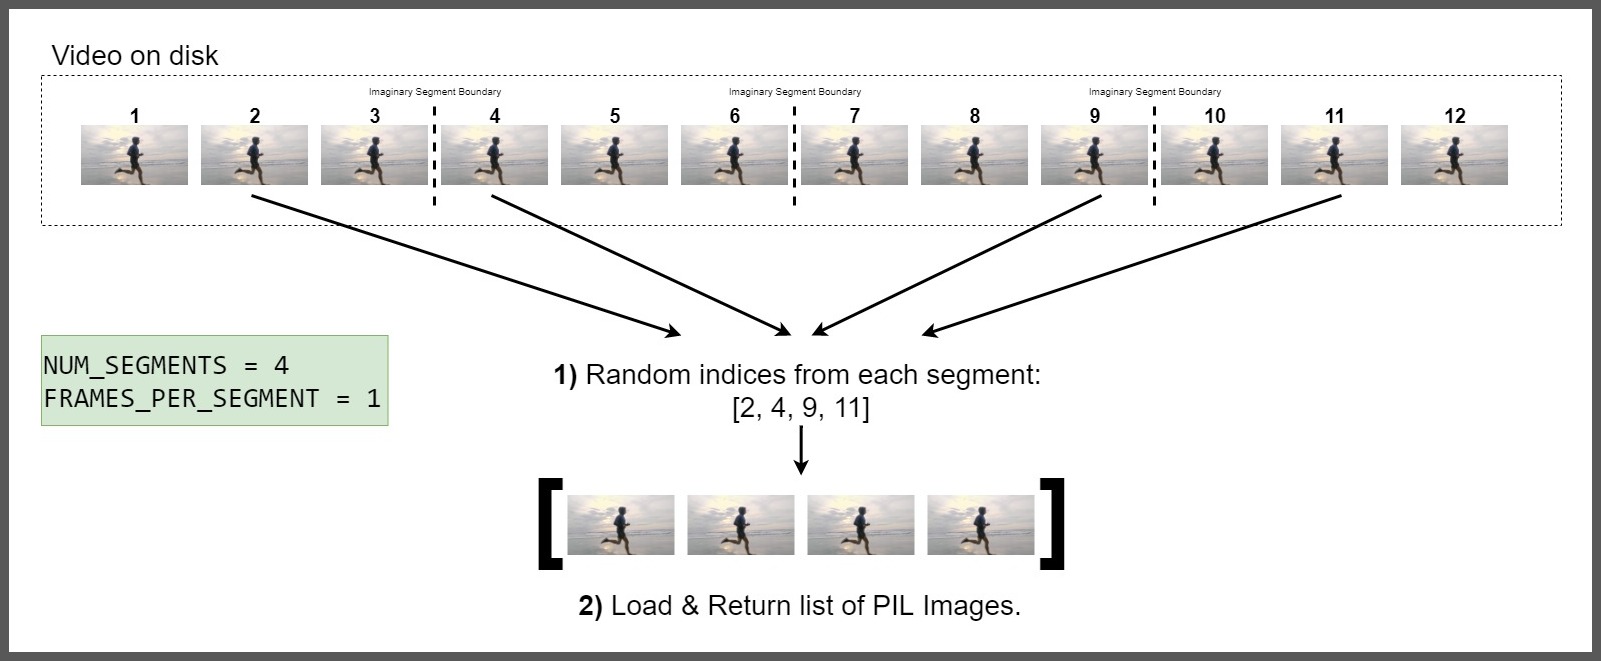 Video on disk
Imaginary Segment Boundary Imaginary Segment Boundary Imaginary Segment Boundary
1 2 3 4 5 6 7 8 9 10 11 12
NUM_SEGMENTS = 4
FRAMES_PER_SEGMENT = 1
1) Random indices from each segment:
[2, 4, 9, 11]
[ ]
2) Load & Return list of PIL Images.